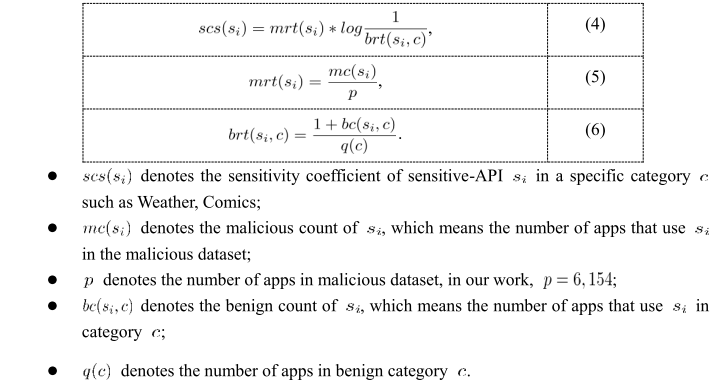 scs(s_i) = mrt(s_i) * log 1/brt(s_i, c), (4)
mrt(s_i) = mc(s_i)/p, (5)
brt(s_i, c) = 1 + bc(s_i, c)/q(c). (6)
● scs(s_i) denotes the sensitivity coefficient of sensitive-API s_i in a specific category c
such as Weather, Comics;
● mc(s_i) denotes the malicious count of s_i, which means the number of apps that use s_i
in the malicious dataset;
● p denotes the number of apps in malicious dataset, in our work, p = 6, 154;
● bc(s_i, c) denotes the benign count of s_i, which means the number of apps that use s_i in
category c;
● q(c) denotes the number of apps in benign category c.